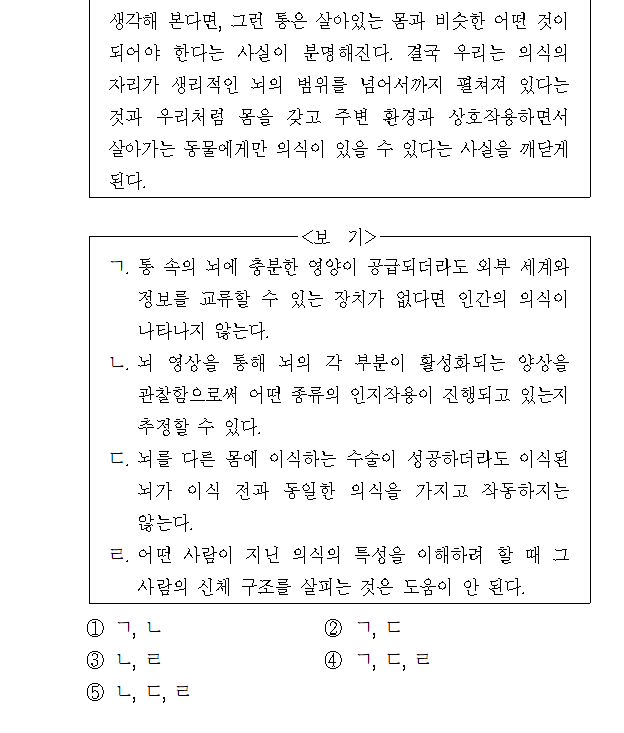 생각해 본다면, 그런 통은 살아있는 몸과 비슷한 어떤 것이
되어야 한다는 사실이 분명해진다. 결국 우리는 의식의
자리가 생리적인 뇌의 범위를 넘어서까지 펼쳐져 있다는
것과 우리처럼 몸을 갖고 주변 환경과 상호작용하면서
살아가는 동물에게만 의식이 있을 수 있다는 사실을 깨닫게
된다.
<보 기>
ㄱ. 통 속의 뇌에 충분한 영양이 공급되더라도 외부 세계와
정보를 교류할 수 있는 장치가 없다면 인간의 의식이
나타나지 않는다.
ㄴ. 뇌 영상을 통해 뇌의 각 부분이 활성화되는 양상을
관찰함으로써 어떤 종류의 인지작용이 진행되고 있는지
추정할 수 있다.
ㄷ. 뇌를 다른 몸에 이식하는 수술이 성공하더라도 이식된
뇌가 이식 전과 동일한 의식을 가지고 작동하지는
않는다.
ㄹ. 어떤 사람이 지닌 의식의 특성을 이해하려 할 때 그
사람의 신체 구조를 살피는 것은 도움이 안 된다.
① ㄱ, ㄴ ② ㄱ, ㄷ
③ ㄴ, ㄹ ④ ㄱ, ㄷ, ㄹ
⑤ ㄴ, ㄷ, ㄹ